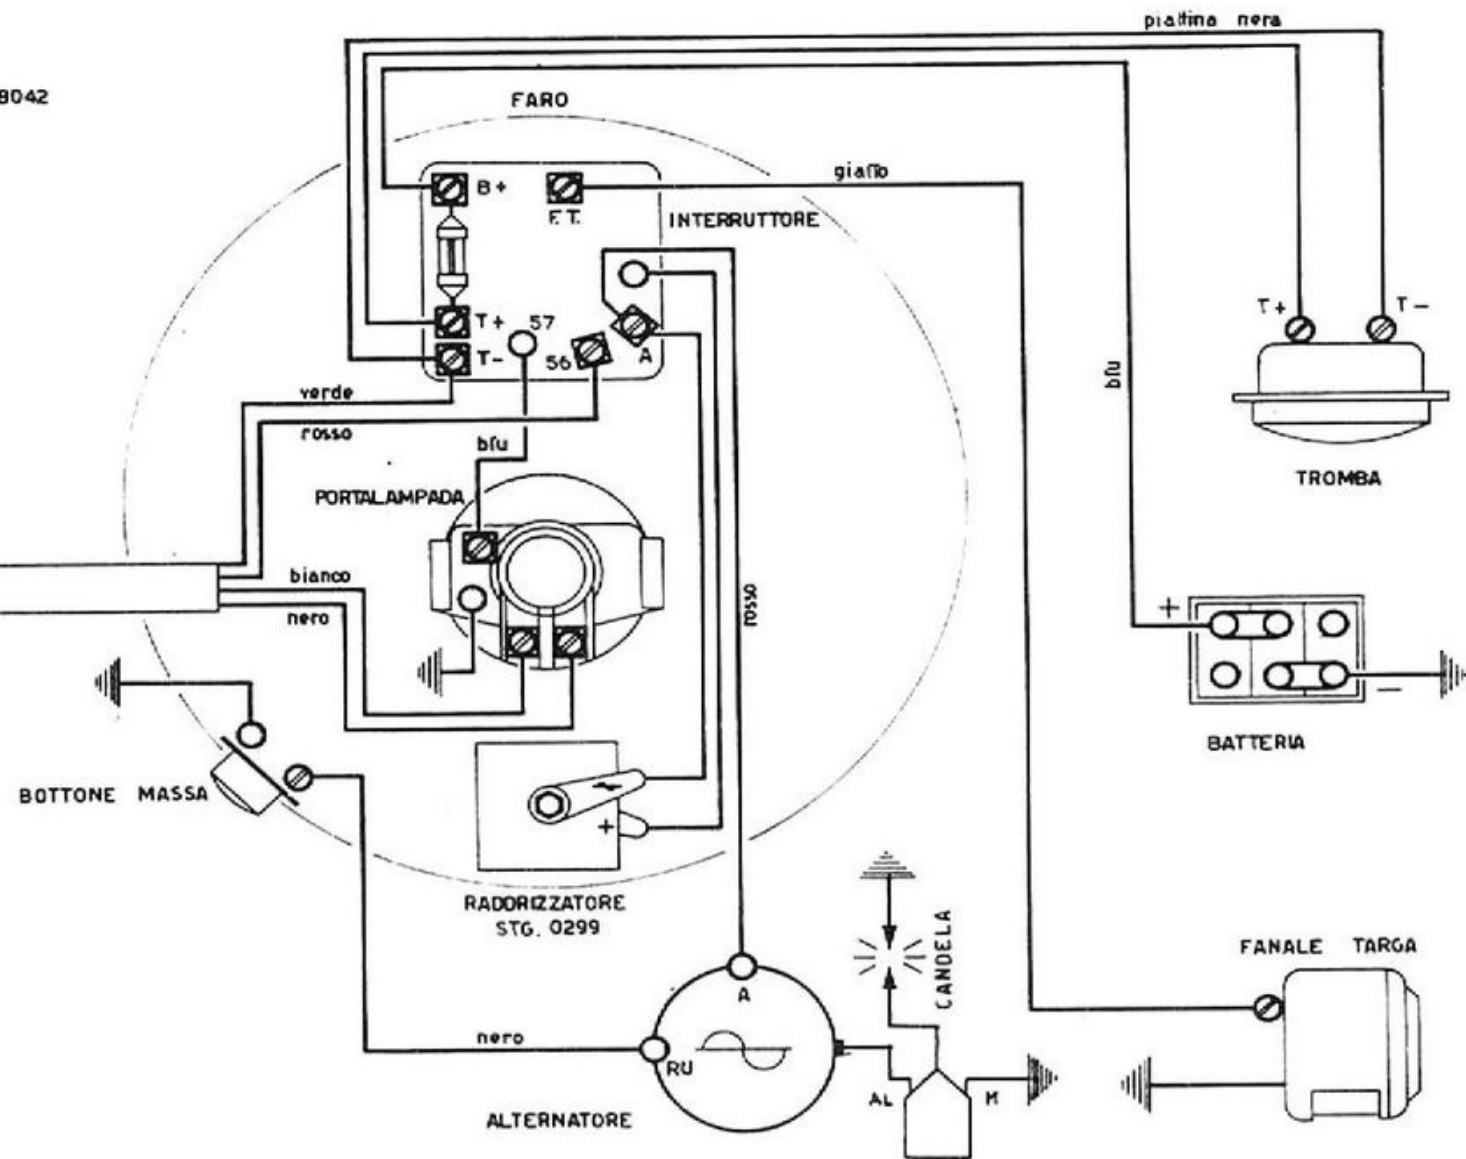 piattina nera
8042
FARO
B+
F.T.
giallo
INTERRUTTORE
T+
57
T-
56
A
T+
T-
verde
rosso
blu
blu
PORTALAMPADA
TROMBA
bianco
nero
rosso
+
-
BATTERIA
BOTTONE MASSA
+
RADDRIZZATORE
STG. 0299
CANDELA
FANALE TARGA
A
nero
RU
AL
M
ALTERNATORE